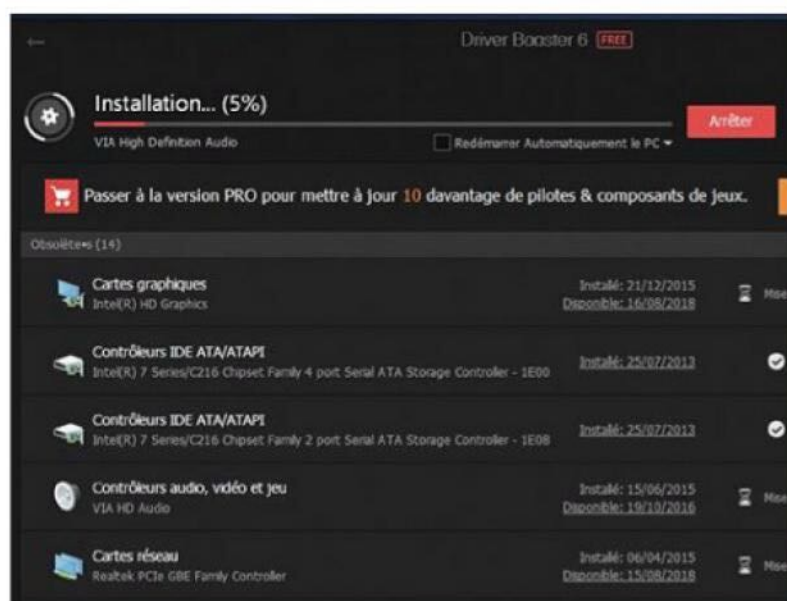 Driver Booster 6 FREE
Installation... (5%)
Arrêter
VIA High Definition Audio
Redémarrer Automatiquement le PC
Passer à la version PRO pour mettre à jour 10 davantage de pilotes & composants de jeux.
Obsolète•s (14)
Cartes graphiques
Installé: 21/12/2015
Intel(R) HD Graphics
Disponible: 16/08/2018
Mise
Contrôleurs IDE ATA/ATAPI
Intel(R) 7 Series/C216 Chipset Family 4 port Serial ATA Storage Controller - 1E00
Installé: 25/07/2013
Contrôleurs IDE ATA/ATAPI
Intel(R) 7 Series/C216 Chipset Family 2 port Serial ATA Storage Controller - 1E08
Installé: 25/07/2013
Contrôleurs audio, vidéo et jeu
Installé: 15/06/2015
VIA HD Audio
Disponible: 19/10/2016
Mise
Cartes réseau
Installé: 06/04/2015
Realtek PCIe GBE Family Controller
Disponible: 15/08/2018
Mise